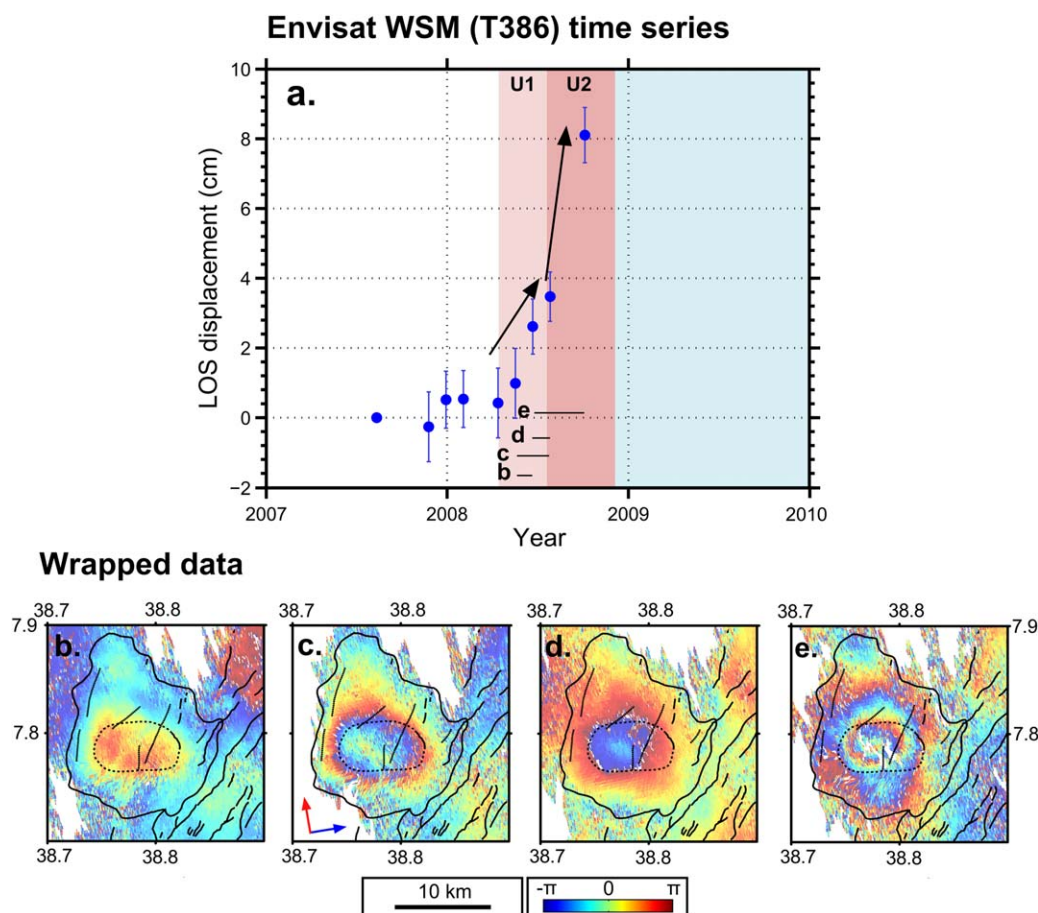 Envisat WSM (T386) time series
a.
U1 U2
10
8
6
4
2
0
−2
LOS displacement (cm)
e
d
c
b
2007 2008 2009 2010
Year
Wrapped data
38.7 38.8 38.7 38.8 38.7 38.8 38.7 38.8
7.9 b. c. d. e. 7.9
7.8 7.8
38.7 38.8 38.7 38.8 38.7 38.8 38.7 38.8
10 km
-π 0 π